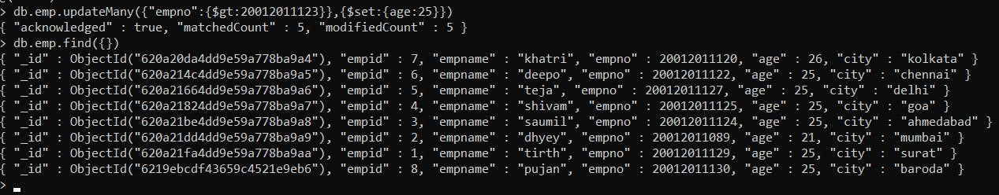 > db.emp.updateMany({"empno":{$gt:20012011123}},{$set:{age:25}})
{ "acknowledged" : true, "matchedCount" : 5, "modifiedCount" : 5 }
> db.emp.find({})
{ "_id" : ObjectId("620a20da4dd9e59a778ba9a4"), "empid" : 7, "empname" : "khatri", "empno" : 20012011120, "age" : 26, "city" : "kolkata" }
{ "_id" : ObjectId("620a214c4dd9e59a778ba9a5"), "empid" : 6, "empname" : "deepo", "empno" : 20012011122, "age" : 25, "city" : "chennai" }
{ "_id" : ObjectId("620a21664dd9e59a778ba9a6"), "empid" : 5, "empname" : "teja", "empno" : 20012011127, "age" : 25, "city" : "delhi" }
{ "_id" : ObjectId("620a21824dd9e59a778ba9a7"), "empid" : 4, "empname" : "shivam", "empno" : 20012011125, "age" : 25, "city" : "goa" }
{ "_id" : ObjectId("620a21be4dd9e59a778ba9a8"), "empid" : 3, "empname" : "saumil", "empno" : 20012011124, "age" : 25, "city" : "ahmedabad" }
{ "_id" : ObjectId("620a21dd4dd9e59a778ba9a9"), "empid" : 2, "empname" : "dhyey", "empno" : 20012011089, "age" : 21, "city" : "mumbai" }
{ "_id" : ObjectId("620a21fa4dd9e59a778ba9aa"), "empid" : 1, "empname" : "tirth", "empno" : 20012011129, "age" : 25, "city" : "surat" }
{ "_id" : ObjectId("6219ebcdf43659c4521e9eb6"), "empid" : 8, "empname" : "pujan", "empno" : 20012011130, "age" : 25, "city" : "baroda" }
>